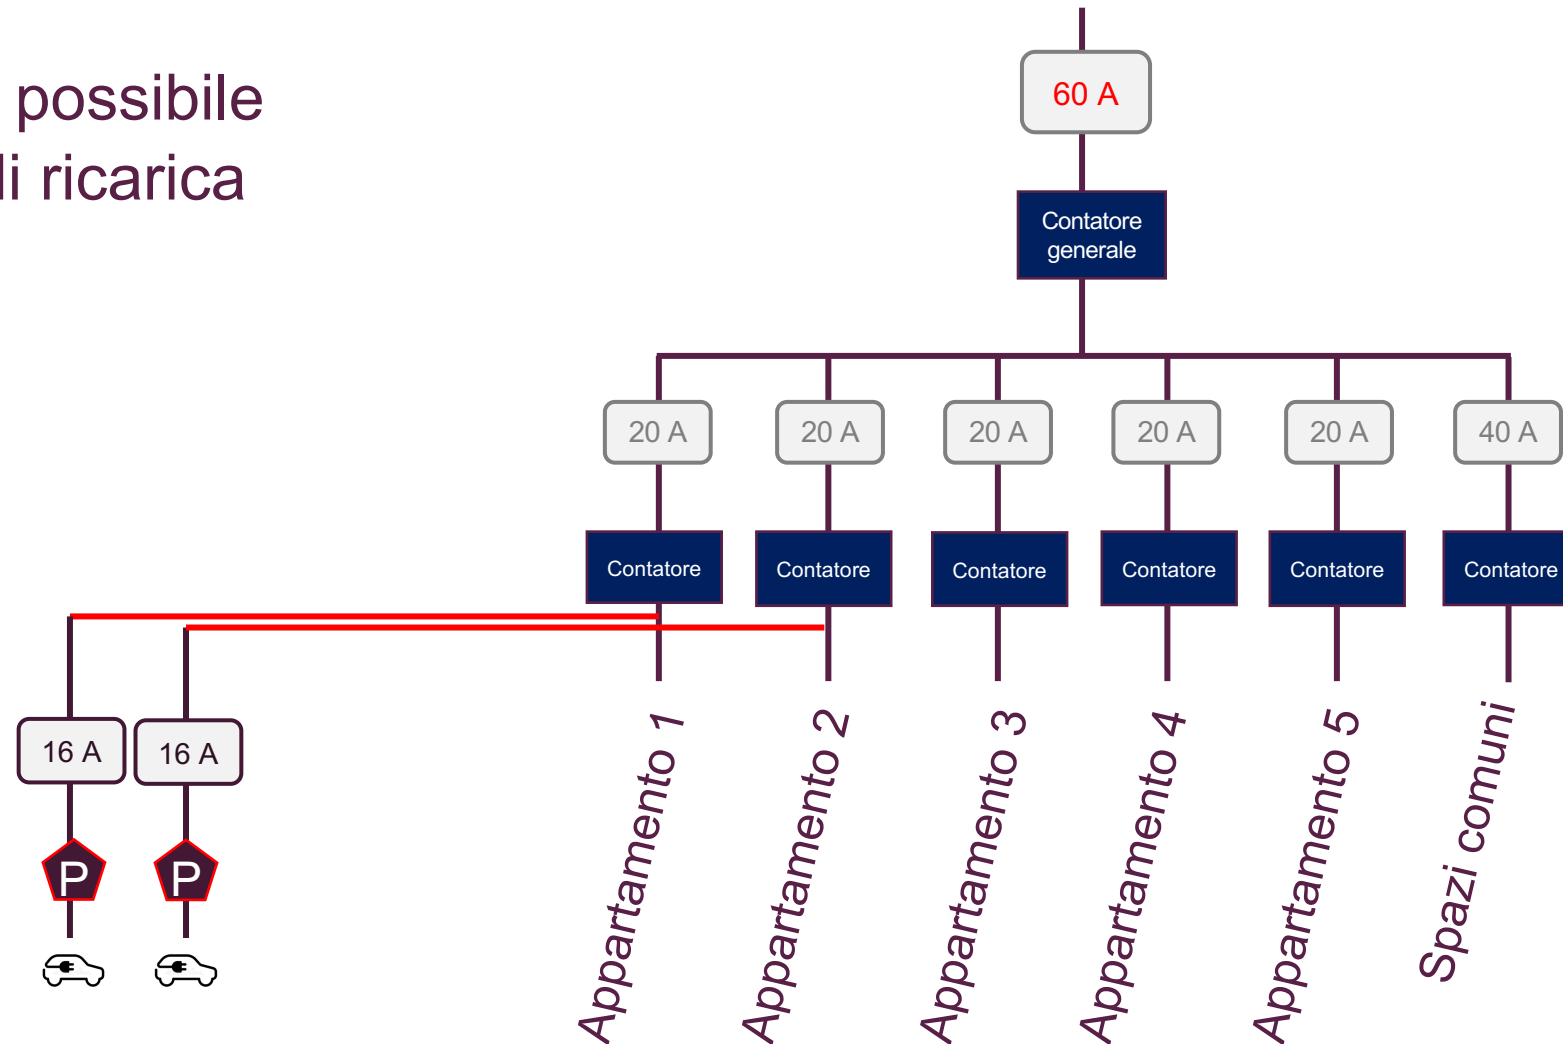 possibile
li ricarica
60 A
Contatore
generale
20 A
20 A
20 A
20 A
20 A
40 A
Contatore
Contatore
Contatore
Contatore
Contatore
Contatore
16 A
16 A
P
P
Appartamento 1
Appartamento 2
Appartamento 3
Appartamento 4
Appartamento 5
Spazi comuni